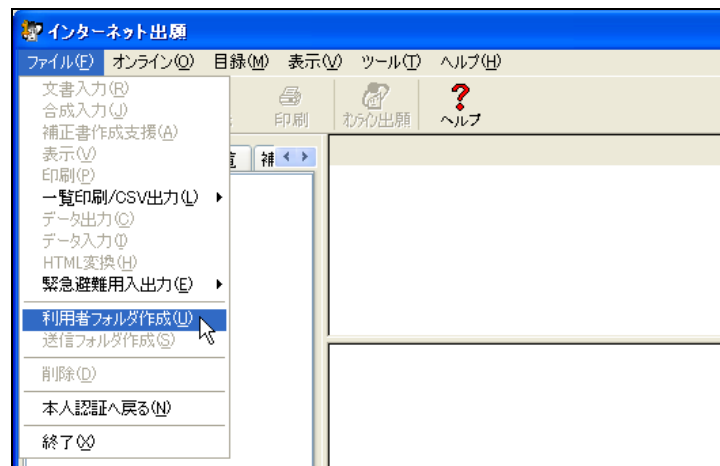 インターネット出願
ファイル(F) オンライン(O) 目録(M) 表示(V) ツール(T) ヘルプ(H)
文書入力(R)
合成入力(J)
補正書作成支援(A)
表示(V)
印刷(P)
一覧印刷/CSV出力(L)
データ出力(C)
データ入力(I)
HTML変換(H)
緊急避難用入出力(E)
利用者フォルダ作成(U)
送信フォルダ作成(S)
削除(D)
本人認証へ戻る(N)
終了(X)
印刷 オンライン出願 ヘルプ
補